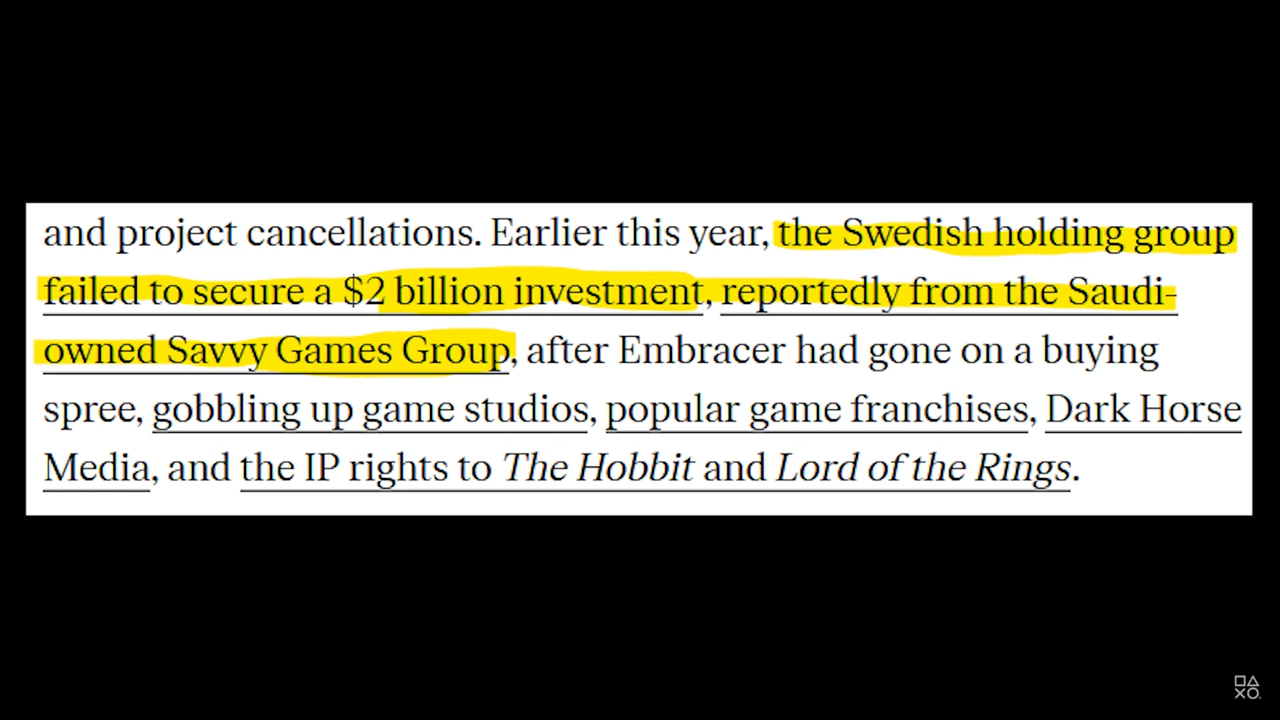 and project cancellations. Earlier this year, the Swedish holding group
failed to secure a $2 billion investment, reportedly from the Saudi-
owned Savvy Games Group, after Embracer had gone on a buying
spree, gobbling up game studios, popular game franchises, Dark Horse
Media, and the IP rights to The Hobbit and Lord of the Rings.